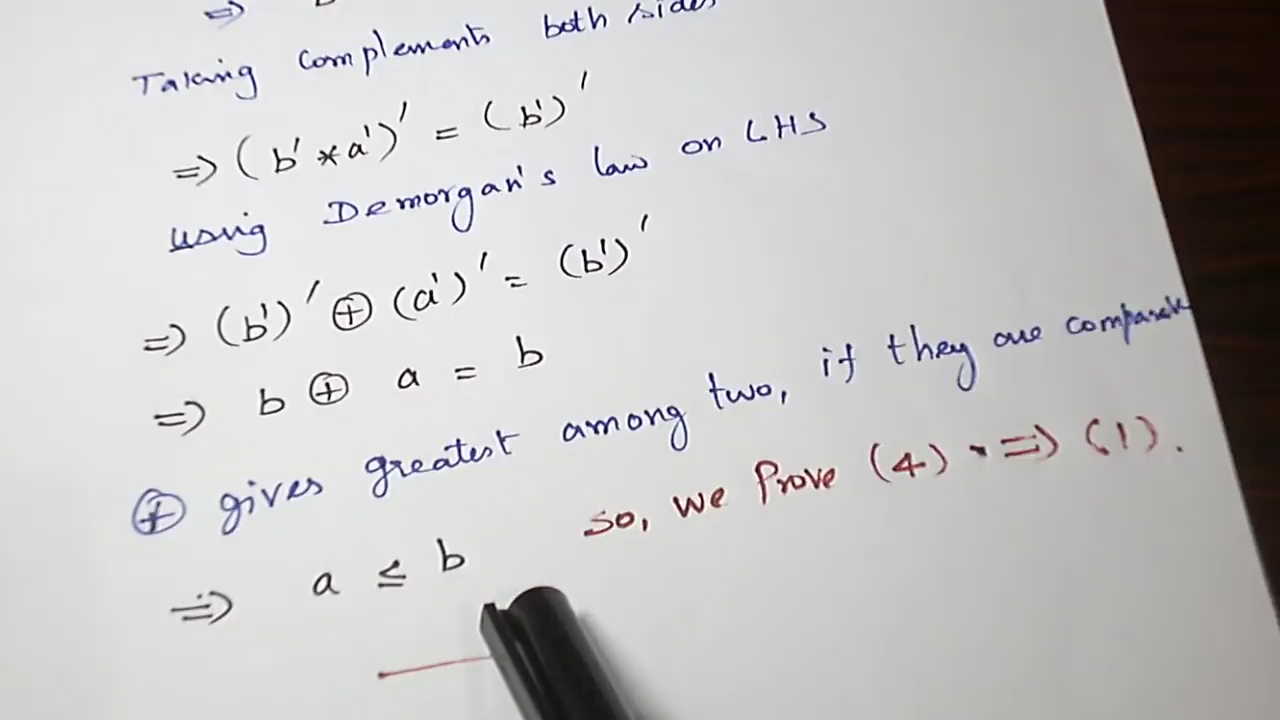 =>
Taking complements both sides
=> (b' * a')' = (b')'
using Demorgan's law on LHS
=> (b')' ⊕ (a')' = (b')'
=> b ⊕ a = b
⊕ gives greatest among two, if they are
=> a ≤ b
so, we Prove (4) => (1).